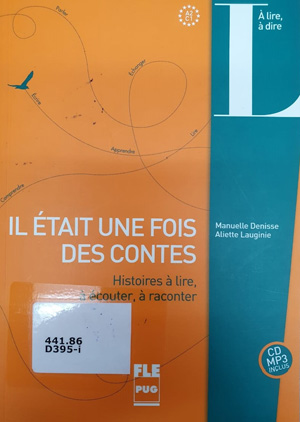 A2
C1
À lire,
à dire
Parler
Échanger
Écrire
Lire
Apprendre
Comprendre
Manuelle Denisse
Aliette Lauginie
IL ÉTAIT UNE FOIS
DES CONTES
Histoires à lire,
à écouter, à raconter
441.86
D395-i
CD
MP3
INCLUS
FLE
PUG